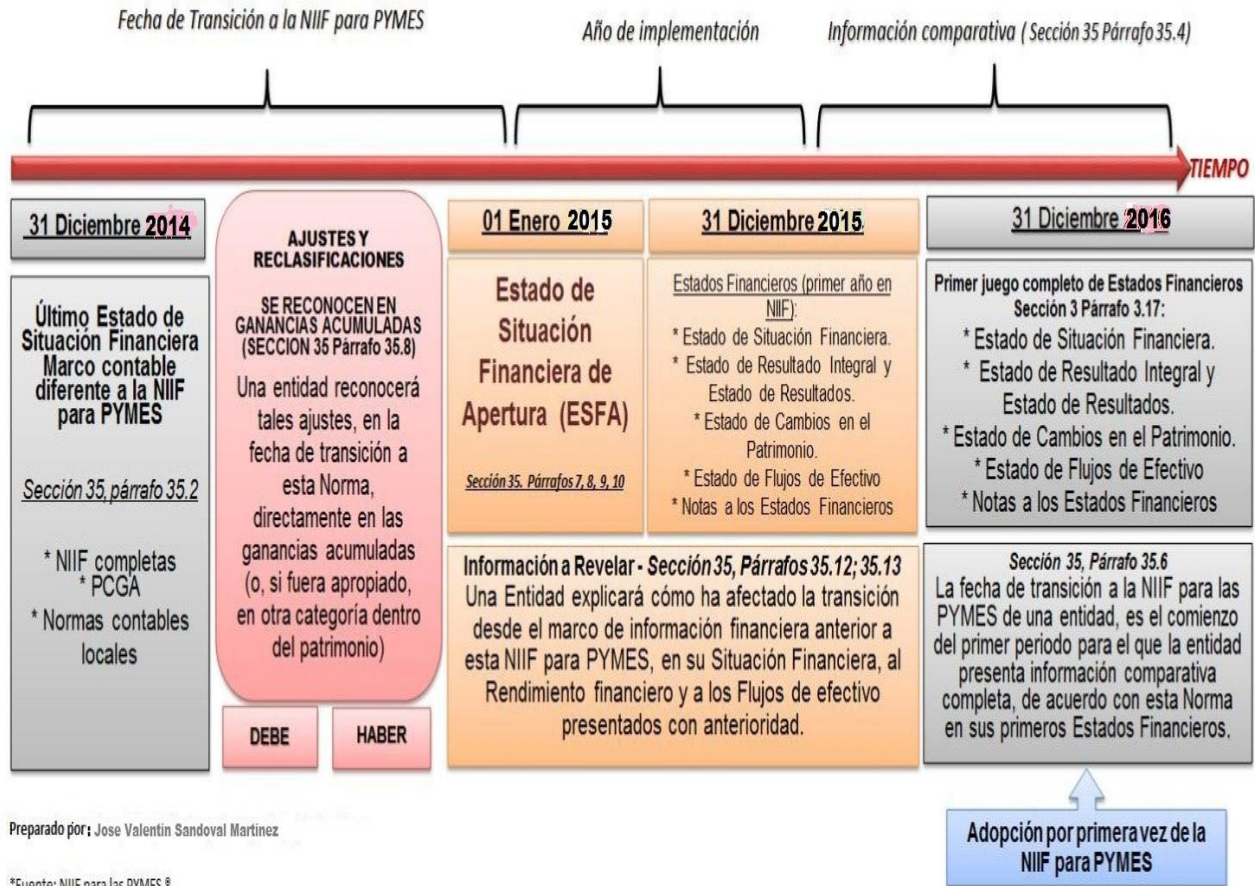 Fecha de Transición a la NIIF para PYMES
Año de implementación
Información comparativa ( Sección 35 Párrafo 35.4)
TIEMPO
31 Diciembre 2014
Último Estado de
Situación Financiera
Marco contable
diferente a la NIIF
para PYMES
Sección 35, párrafo 35.2
* NIIF completas
* PCGA
* Normas contables
locales
AJUSTES Y
RECLASIFICACIONES
SE RECONOCEN EN
GANANCIAS ACUMULADAS
(SECCION 35 Párrafo 35.8)
Una entidad reconocerá
tales ajustes, en la
fecha de transición a
esta Norma,
directamente en las
ganancias acumuladas
(o, si fuera apropiado,
en otra categoría dentro
del patrimonio)
DEBE
HABER
01 Enero 2015
Estado de
Situación
Financiera de
Apertura (ESFA)
Sección 35. Párrafos 7, 8, 9, 10
31 Diciembre 2015
Estados Financieros (primer año en
NIIF):
* Estado de Situación Financiera.
* Estado de Resultado Integral y
Estado de Resultados.
* Estado de Cambios en el
Patrimonio.
* Estado de Flujos de Efectivo
* Notas a los Estados Financieros
Información a Revelar - Sección 35, Párrafos 35.12; 35.13
Una Entidad explicará cómo ha afectado la transición
desde el marco de información financiera anterior a
esta NIIF para PYMES, en su Situación Financiera, al
Rendimiento financiero y a los Flujos de efectivo
presentados con anterioridad.
31 Diciembre 2016
Primer juego completo de Estados Financieros
Sección 3 Párrafo 3.17:
* Estado de Situación Financiera.
* Estado de Resultado Integral y
Estado de Resultados.
* Estado de Cambios en el Patrimonio.
* Estado de Flujos de Efectivo
* Notas a los Estados Financieros
Sección 35, Párrafo 35.6
La fecha de transición a la NIIF para las
PYMES de una entidad, es el comienzo
del primer periodo para el que la entidad
presenta información comparativa
completa, de acuerdo con esta Norma
en sus primeros Estados Financieros.
Adopción por primera vez de la
NIIF para PYMES
Preparado por: Jose Valentin Sandoval Martinez
*Fuente: NIIF para las PYMES ®